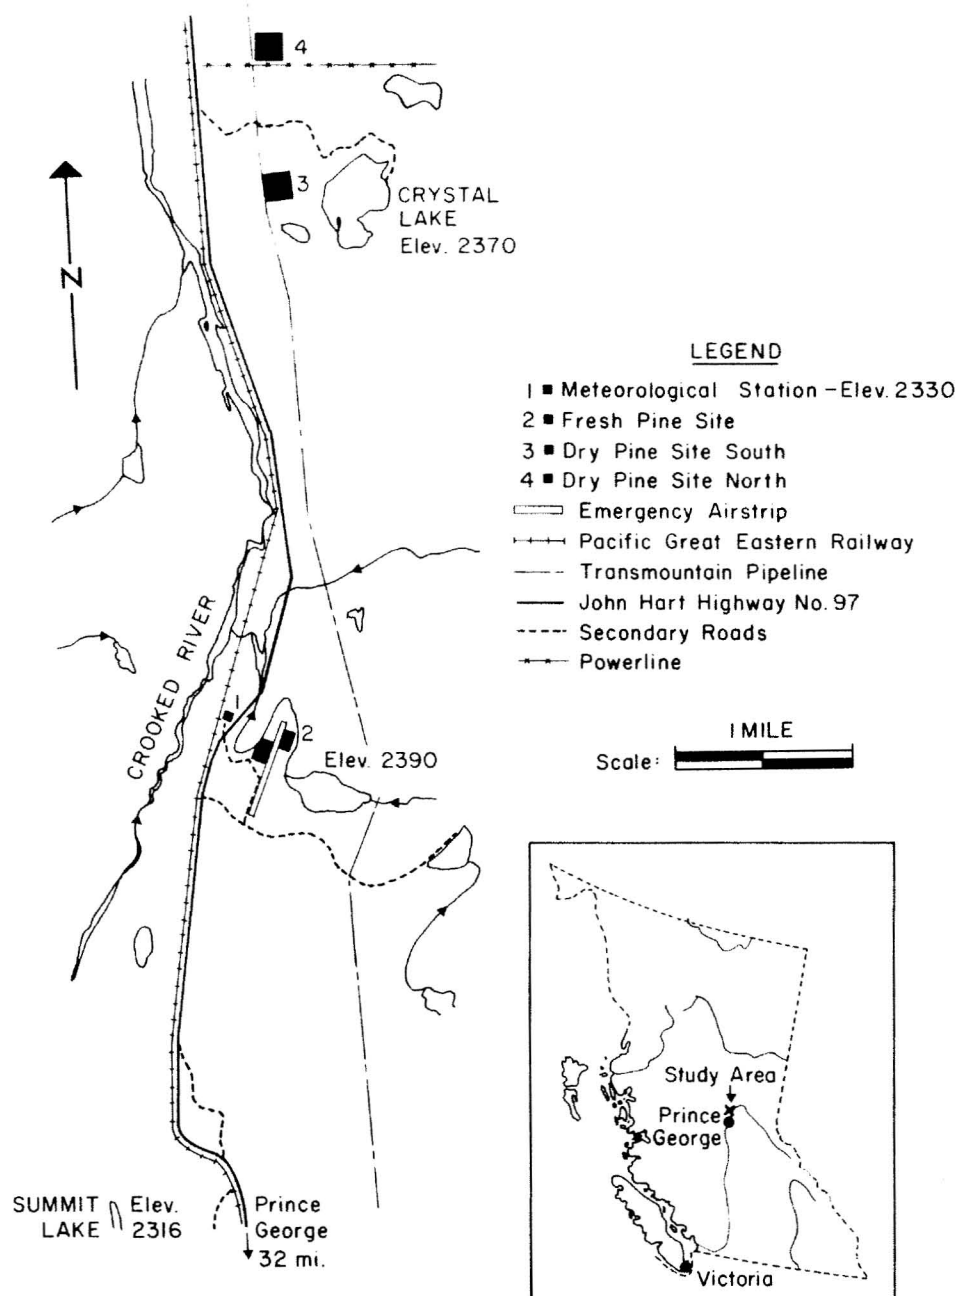 4
3
CRYSTAL
LAKE
Elev. 2370
N
LEGEND
1 Meteorological Station – Elev. 2330
2 Fresh Pine Site
3 Dry Pine Site South
4 Dry Pine Site North
Emergency Airstrip
Pacific Great Eastern Railway
Transmountain Pipeline
John Hart Highway No. 97
Secondary Roads
Powerline
CROOKED RIVER
1
2
Elev. 2390
1 MILE
Scale:
Study Area
Prince
George
Victoria
SUMMIT
LAKE
Elev.
2316
Prince
George
32 mi.